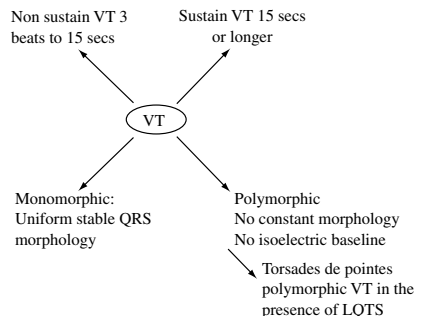 Non sustain VT 3
beats to 15 secs
Sustain VT 15 secs
or longer
VT
Monomorphic:
Uniform stable QRS
morphology
Polymorphic
No constant morphology
No isoelectric baseline
Torsades de pointes
polymorphic VT in the
presence of LQTS